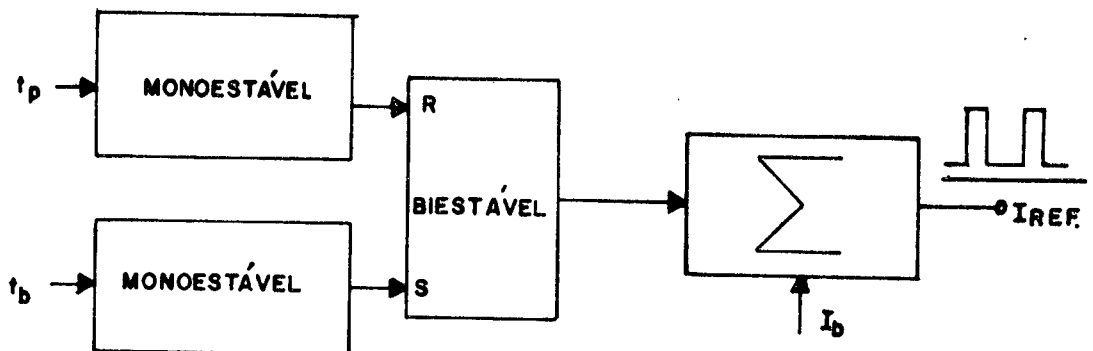 tp
MONOESTÁVEL
R
BIESTÁVEL
Σ
IREF.
tb
MONOESTÁVEL
S
Ib